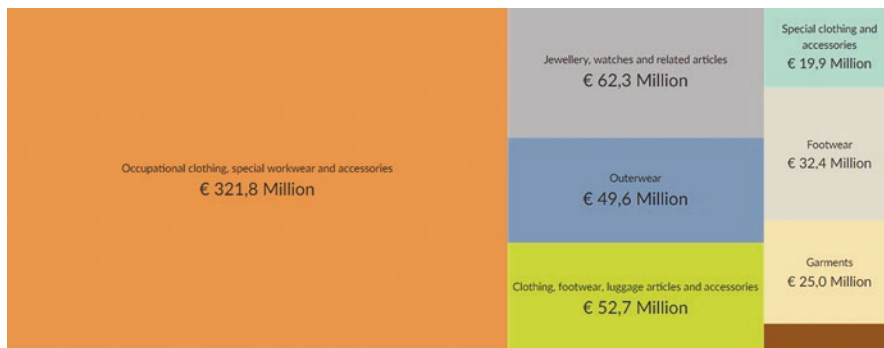 Occupational clothing, special workwear and accessories
€ 321,8 Million
Jewellery, watches and related articles
€ 62,3 Million
Outerwear
€ 49,6 Million
Clothing, footwear, luggage articles and accessories
€ 52,7 Million
Special clothing and
accessories
€ 19,9 Million
Footwear
€ 32,4 Million
Garments
€ 25,0 Million